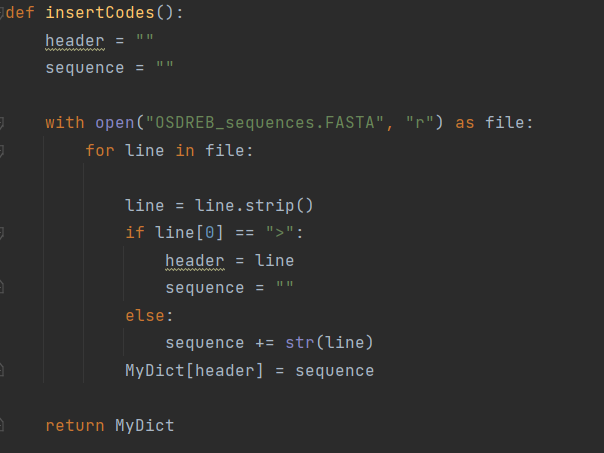 def insertCodes():
    header = ""
    sequence = ""
    with open("OSDREB_sequences.FASTA", "r") as file:
        for line in file:
            line = line.strip()
            if line[0] == ">":
                header = line
                sequence = ""
            else:
                sequence += str(line)
            MyDict[header] = sequence
    return MyDict